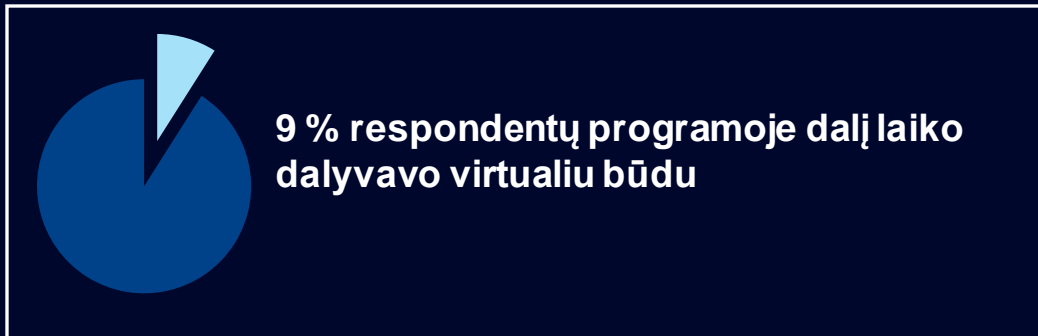 9 % respondentų programoje dalį laiko
dalyvavo virtualiu būdu